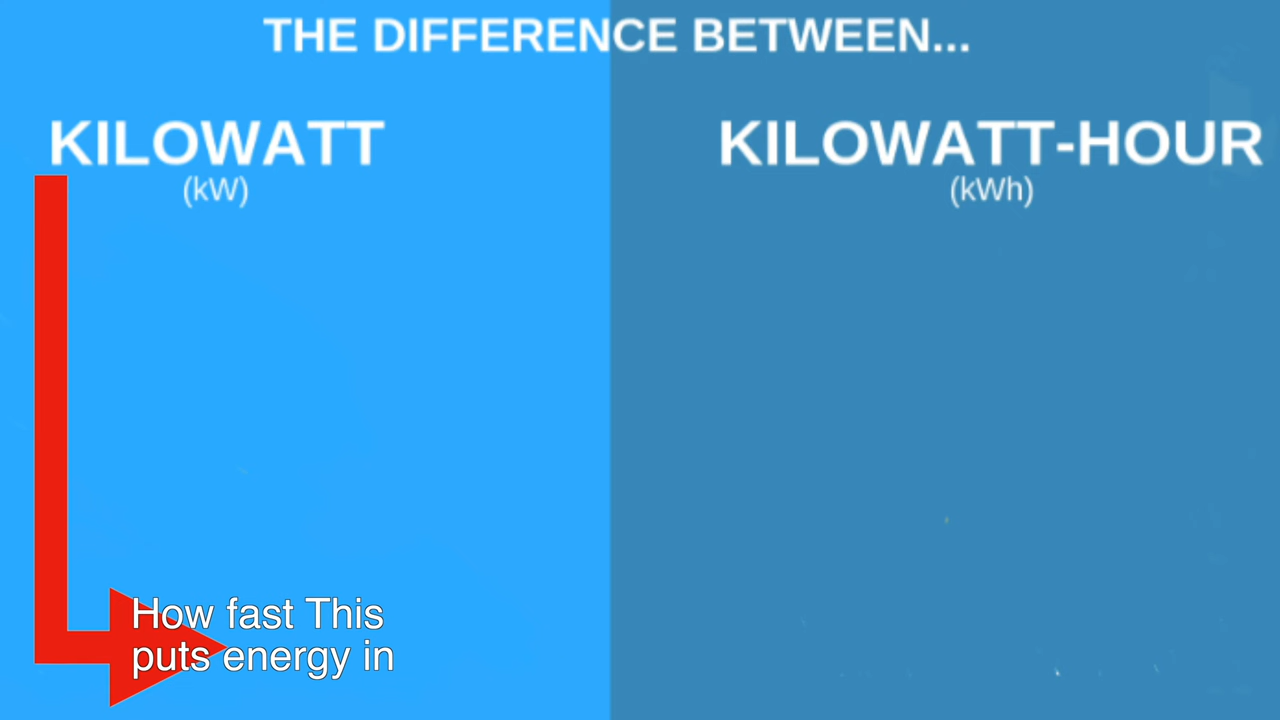 THE DIFFERENCE BETWEEN...
KILOWATT
(kW)
KILOWATT-HOUR
(kWh)
How fast This
puts energy in